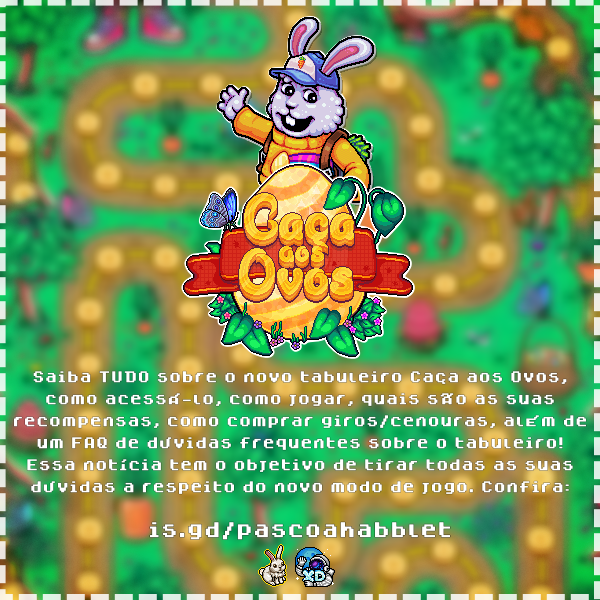 Caça
aos
Ovos
Saiba TUDO sobre o novo tabuleiro Caça aos Ovos,
como acessá-lo, como jogar, quais são as suas
recompensas, como comprar giros/cenouras, além de
um FAQ de dúvidas frequentes sobre o tabuleiro!
Essa notícia tem o objetivo de tirar todas as suas
dúvidas a respeito do novo modo de jogo. Confira:
is.gd/pascoahabblet
XD